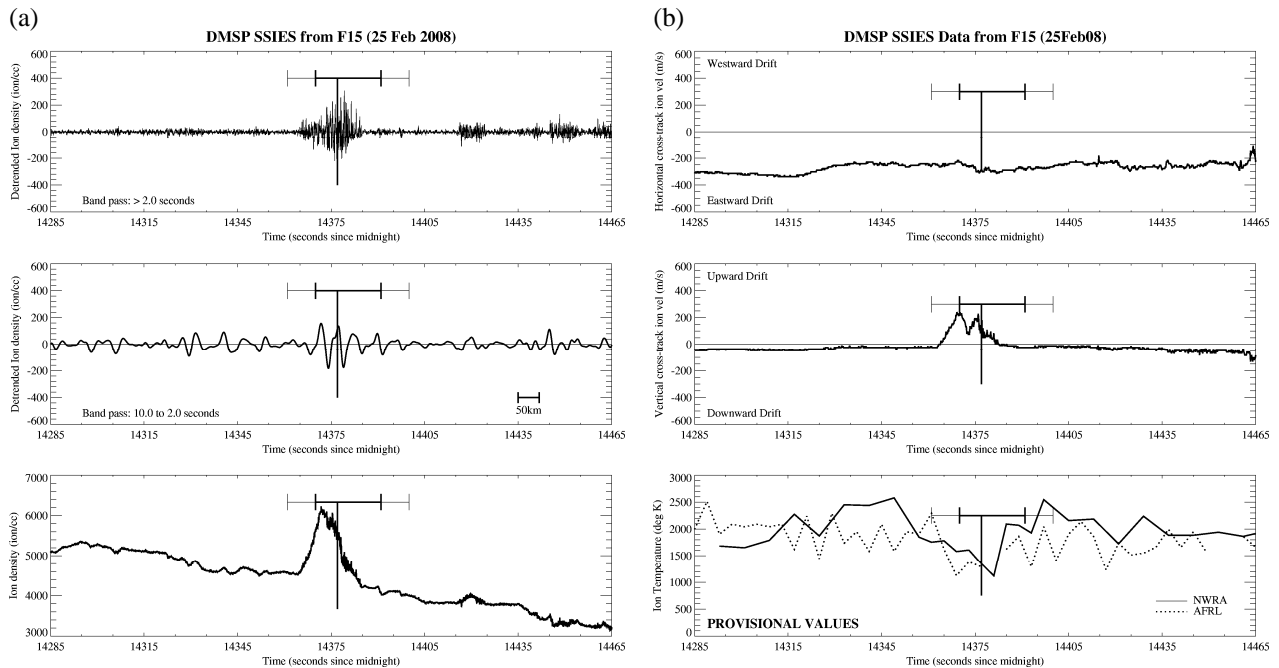 (a)
DMSP SSIES from F15 (25 Feb 2008)
Detrended Ion density (ion/cc)
600
400
200
0
-200
-400
-600
Band pass: > 2.0 seconds
14285 14315 14345 14375 14405 14435 14465
Time (seconds since midnight)
Detrended Ion density (ion/cc)
600
400
200
0
-200
-400
-600
Band pass: 10.0 to 2.0 seconds
50km
14285 14315 14345 14375 14405 14435 14465
Time (seconds since midnight)
Ion density (ion/cc)
7000
6000
5000
4000
3000
14285 14315 14345 14375 14405 14435 14465
Time (seconds since midnight)
(b)
DMSP SSIES Data from F15 (25Feb08)
Horizontal cross-track ion vel (m/s)
600
400
200
0
-200
-400
-600
Westward Drift
Eastward Drift
14285 14315 14345 14375 14405 14435 14465
Time (seconds since midnight)
Vertical cross-track ion vel (m/s)
600
400
200
0
-200
-400
-600
Upward Drift
Downward Drift
14285 14315 14345 14375 14405 14435 14465
Time (seconds since midnight)
Ion Temperature (deg K)
3000
2500
2000
1500
1000
500
0
NWRA
AFRL
PROVISIONAL VALUES
14285 14315 14345 14375 14405 14435 14465
Time (seconds since midnight)